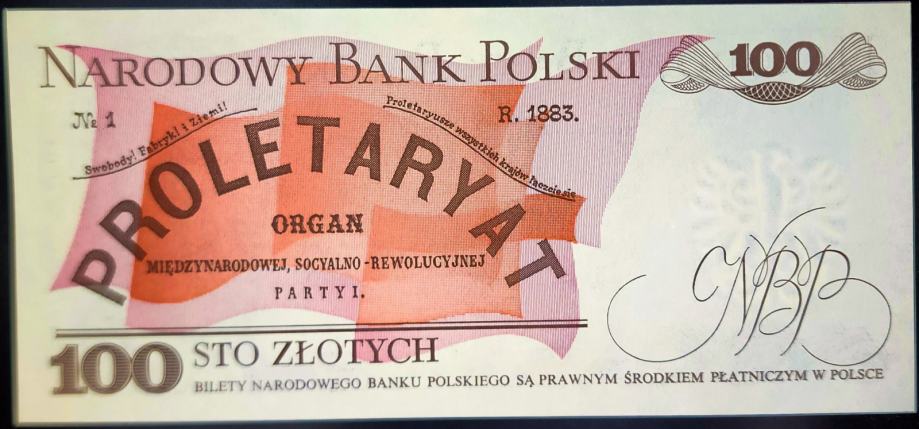 NARODOWY BANK POLSKI
100
№ 1
R. 1883.
Swobody! Fabryk! i Ziemi!
Proletaryusze wszystkich krajów łączcie się
PROLETARYAT
ORGAN
MIĘDZYNARODOWEJ, SOCYALNO-REWOLUCYJNEJ
PARTYI.
NBP
100 STO ZŁOTYCH
BILETY NARODOWEGO BANKU POLSKIEGO SĄ PRAWNYM ŚRODKIEM PŁATNICZYM W POLSCE